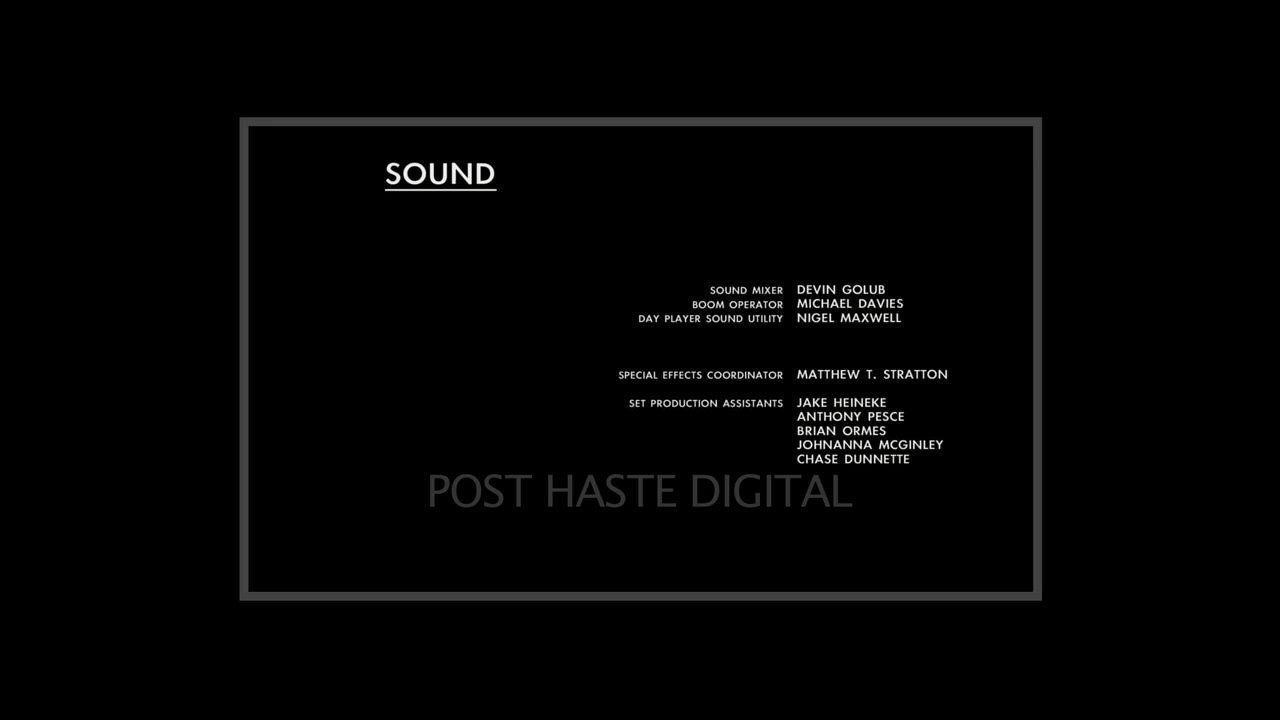 SOUND
SOUND MIXER DEVIN GOLUB
BOOM OPERATOR MICHAEL DAVIES
DAY PLAYER SOUND UTILITY NIGEL MAXWELL
SPECIAL EFFECTS COORDINATOR MATTHEW T. STRATTON
SET PRODUCTION ASSISTANTS JAKE HEINEKE
ANTHONY PESCE
BRIAN ORMES
JOHNANNA MCGINLEY
CHASE DUNNETTE
POST HASTE DIGITAL